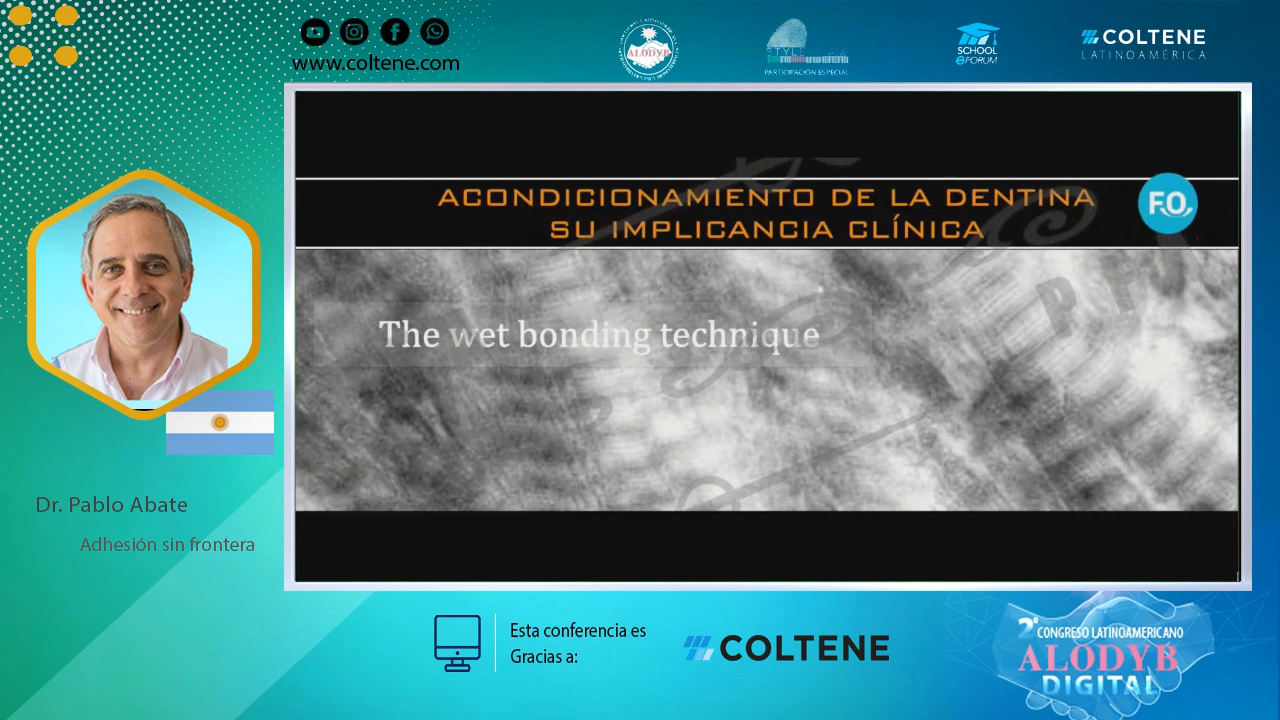 www.coltene.com
ALODYB
PARTICIPACIÓN ESPECIAL
SCHOOL
eFORUM
COLTENE
LATINOAMÉRICA
ACONDICIONAMIENTO DE LA DENTINA
SU IMPLICANCIA CLÍNICA
F.O.
The wet bonding technique
Dr. Pablo Abate
Adhesión sin frontera
Esta conferencia es
Gracias a:
COLTENE
2° CONGRESO LATINOAMERICANO
ALODYB
DIGITAL